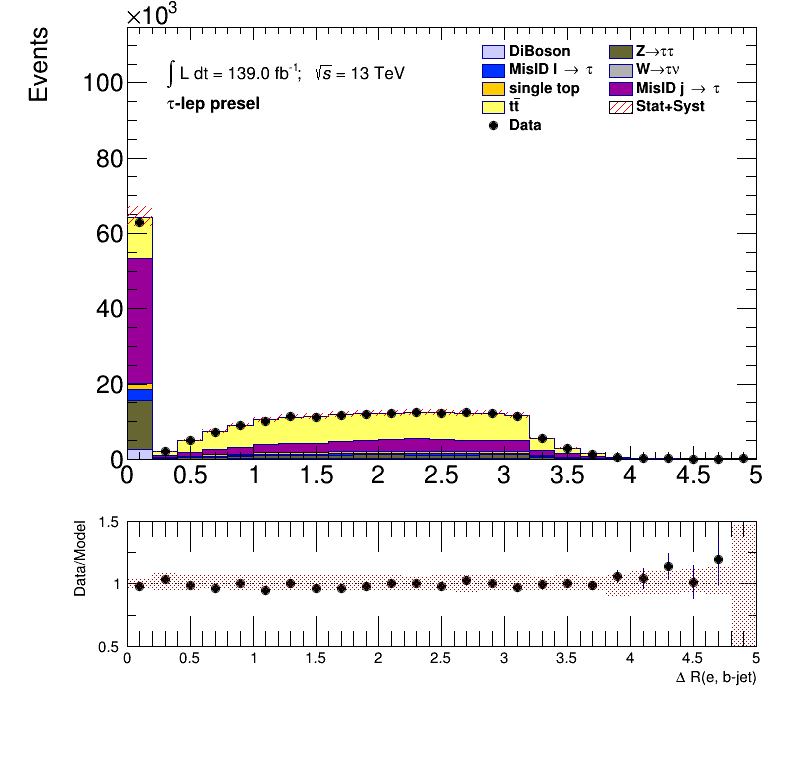 ×10³
Events
100
80
60
40
20
0
∫ L dt = 139.0 fb⁻¹; √s = 13 TeV
τ-lep presel
DiBoson
MisID l → τ
single top
tt̄
Data
Z→ττ
W→τν
MisID j → τ
Stat+Syst
0 0.5 1 1.5 2 2.5 3 3.5 4 4.5 5
Data/Model
1.5
1
0.5
0 0.5 1 1.5 2 2.5 3 3.5 4 4.5 5
Δ R(e, b-jet)